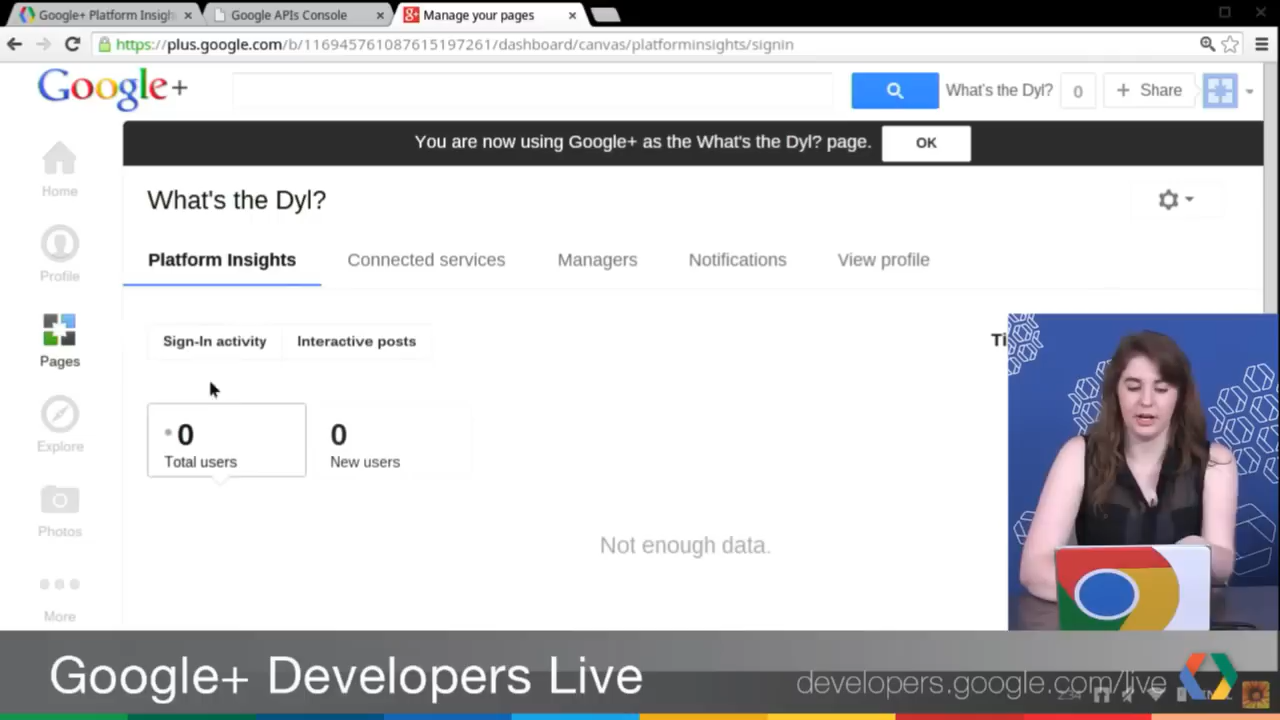 Google+ Platform Insigh
Google APIs Console
Manage your pages
https://plus.google.com/b/116945761087615197261/dashboard/canvas/platforminsights/signin
Google+
What's the Dyl?
0
+ Share
You are now using Google+ as the What's the Dyl? page.
OK
Home
What's the Dyl?
Profile
Platform Insights
Connected services
Managers
Notifications
View profile
Pages
Sign-In activity
Interactive posts
Ti
Explore
0
Total users
0
New users
Photos
Not enough data.
More
Google+ Developers Live
developers.google.com/live